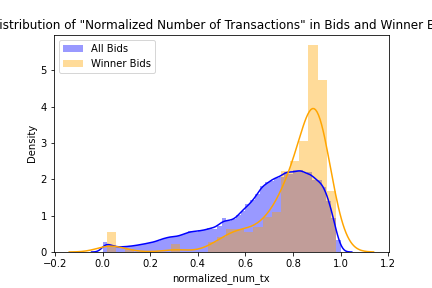 istribution of "Normalized Number of Transactions" in Bids and Winner B
All Bids
Winner Bids
5
4
3
2
1
0
Density
−0.2 0.0 0.2 0.4 0.6 0.8 1.0 1.2
normalized_num_tx